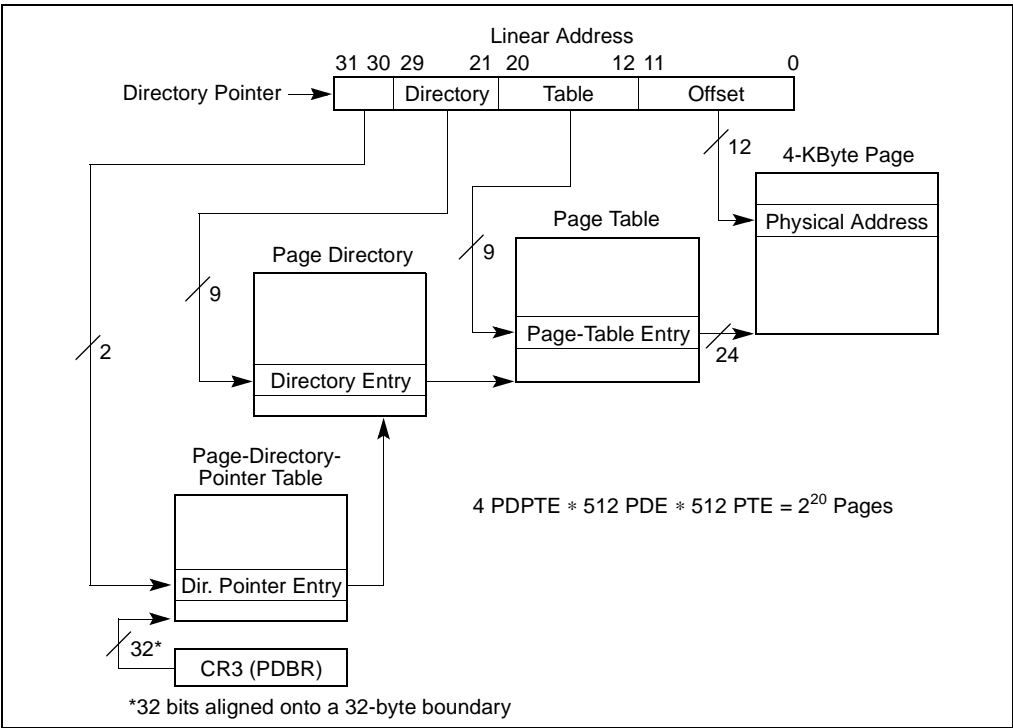 Linear Address
31 30 29 21 20 12 11 0
Directory Pointer
Directory Table Offset
12
4-KByte Page
Physical Address
Page Table
9
Page-Table Entry
24
Page Directory
9
Directory Entry
2
Page-Directory-
Pointer Table
4 PDPTE ∗ 512 PDE ∗ 512 PTE = 2²⁰ Pages
Dir. Pointer Entry
32*
CR3 (PDBR)
*32 bits aligned onto a 32-byte boundary